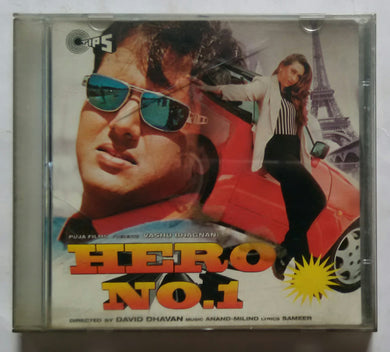 TIPS
PUJA FILMS PRESENTS VASHU BHAGNANI
HERO
NO.1
DIRECTED BY DAVID DHAVAN MUSIC ANAND-MILIND LYRICS SAMEER